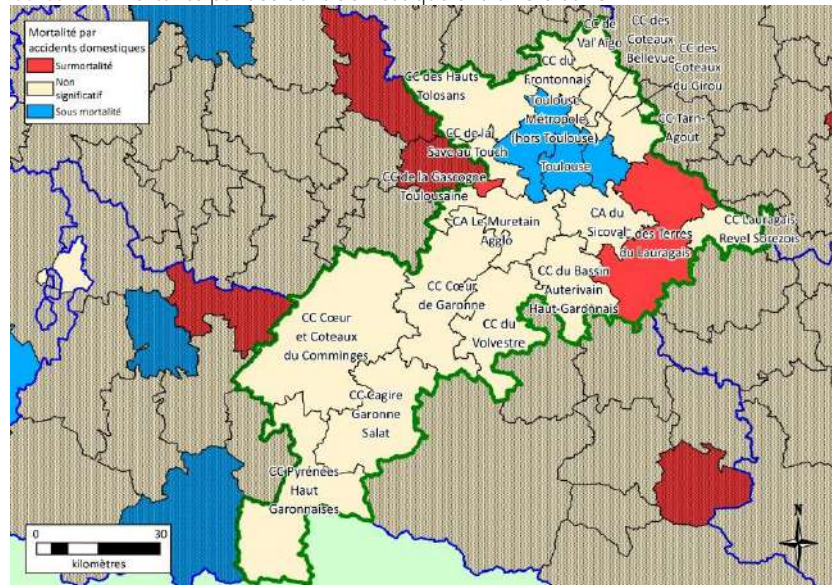 Mortalité par
accidents domestiques
Surmortalité
Non
significatif
Sous mortalité
CC de
Val'Aïgo
CC des
Coteaux
Bellevue
CC des
Coteaux
du Girou
CC du
Frontonnais
CC des Hauts
Tolosans
Toulouse
Métropole
(hors Toulouse)
CC Tarn-
Agout
CC de la
Save au Touch
Toulouse
CC de la Gascogne
Toulousaine
CA Le Muretain
Agglo
CA du
Sicoval
CC des Terres
du Lauragais
CC Lauragais
Revel Sorezois
CC du Bassin
Auterivain
Haut-Garonnais
CC Cœur
de Garonne
CC Cœur
et Coteaux
du Comminges
CC du
Volvestre
CC Cagire
Garonne
Salat
CC Pyrénées
Haut
Garonnaises
0 30
kilomètres
N